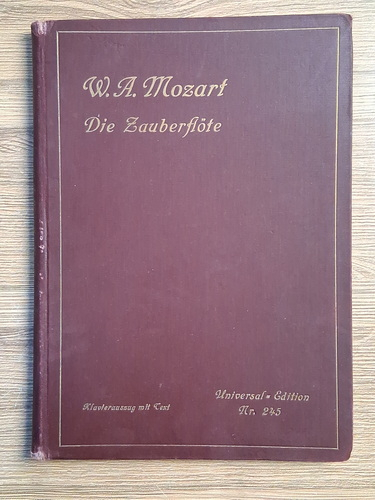 W. A. Mozart
Die Zauberflöte
Klavierauszug mit Text
Universal-Edition
Nr. 245